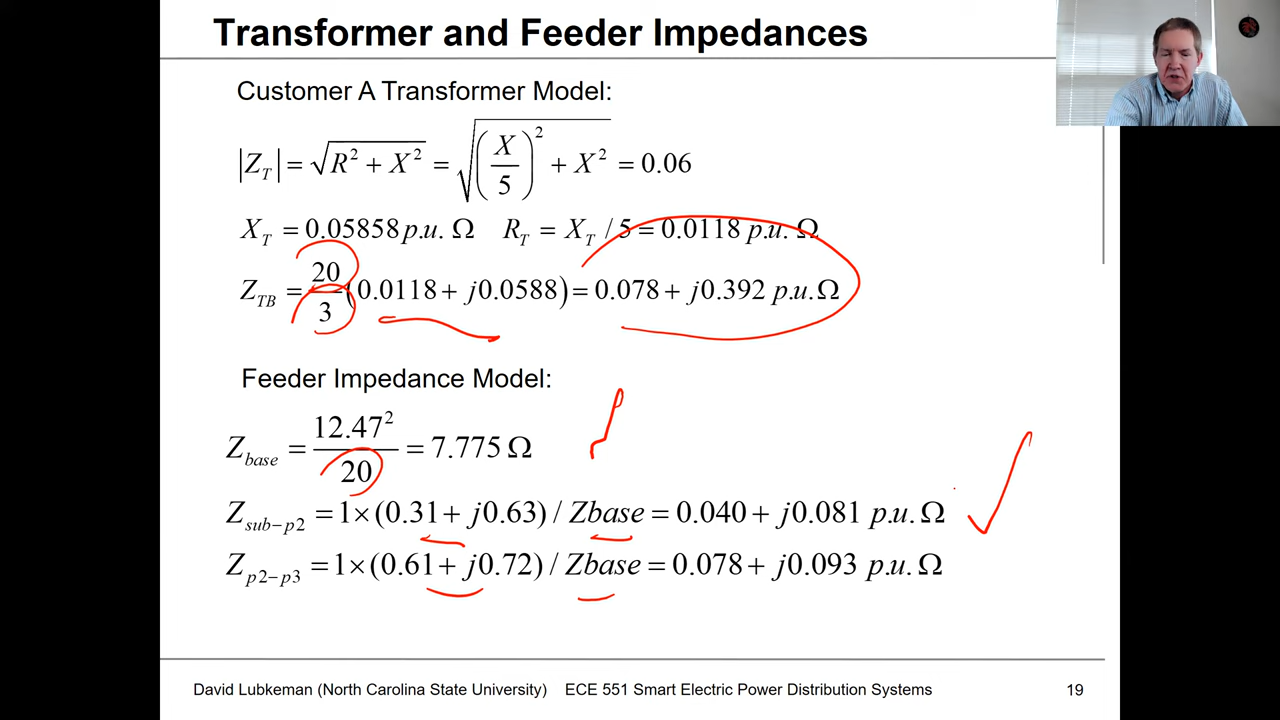 Transformer and Feeder Impedances
Customer A Transformer Model:
|Z_T| = √(R² + X²) = √((X/5)² + X²) = 0.06
X_T = 0.05858 p.u. Ω R_T = X_T / 5 = 0.0118 p.u. Ω
Z_TB = 20/3 (0.0118 + j0.0588) = 0.078 + j0.392 p.u. Ω
Feeder Impedance Model:
Z_base = 12.47²/20 = 7.775 Ω
Z_sub−p2 = 1×(0.31 + j0.63) / Zbase = 0.040 + j0.081 p.u. Ω
Z_p2−p3 = 1×(0.61 + j0.72) / Zbase = 0.078 + j0.093 p.u. Ω
David Lubkeman (North Carolina State University) ECE 551 Smart Electric Power Distribution Systems 19